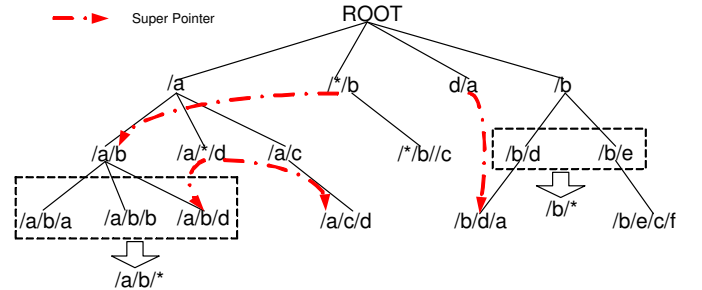 Super Pointer
ROOT
/a /*/b d/a /b
/a/b /a/*/d /a/c /*/b//c /b/d /b/e
/b/*
/a/b/a /a/b/b /a/b/d /a/c/d /b/d/a /b/e/c/f
/a/b/*